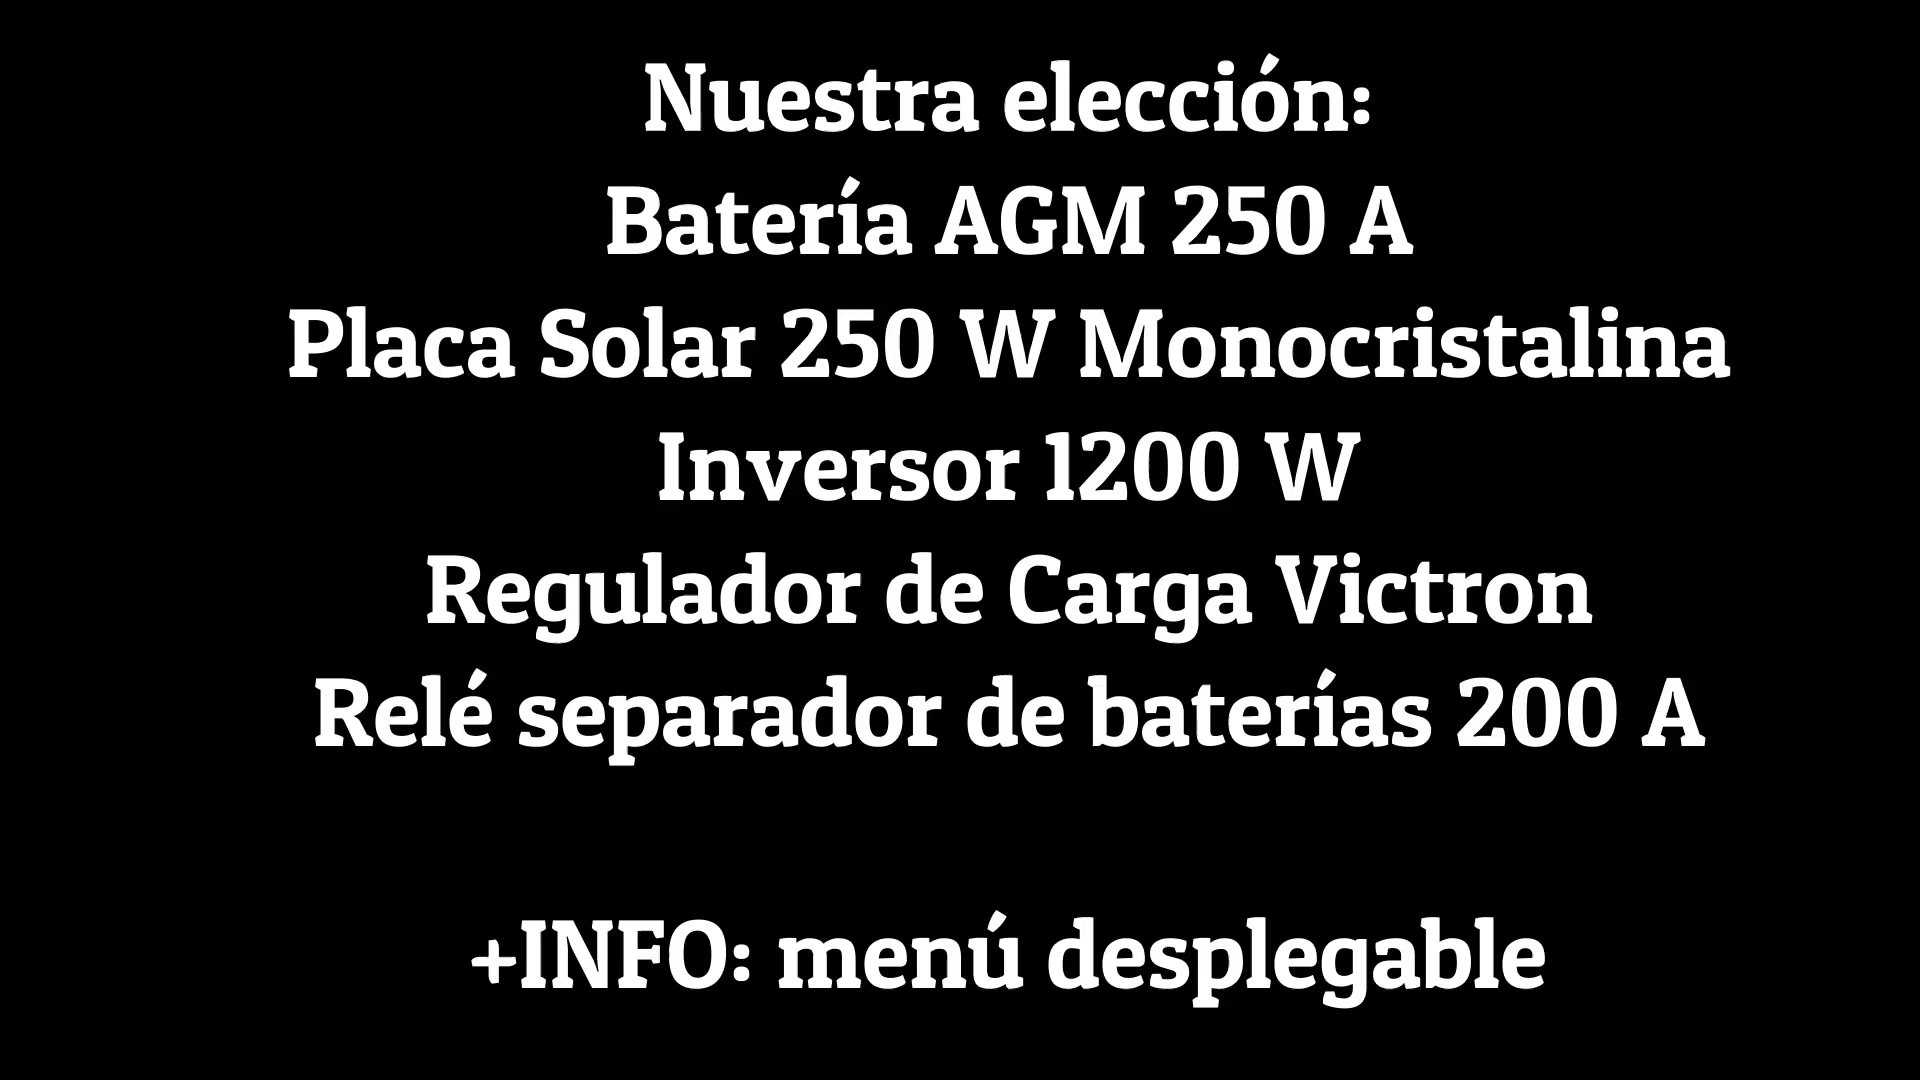 Nuestra elección:
Batería AGM 250 A
Placa Solar 250 W Monocristalina
Inversor 1200 W
Regulador de Carga Victron
Relé separador de baterías 200 A
+INFO: menú desplegable